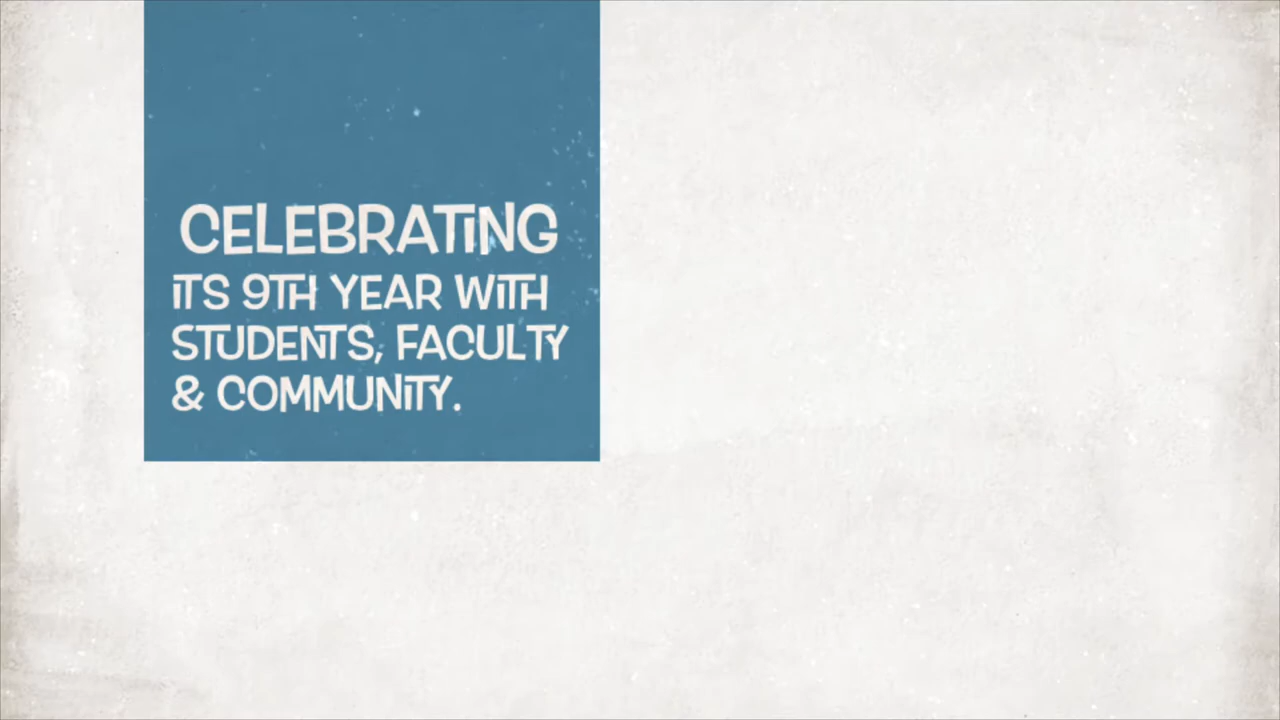 CELEBRATING
ITS 9TH YEAR WITH
STUDENTS, FACULTY
& COMMUNITY.